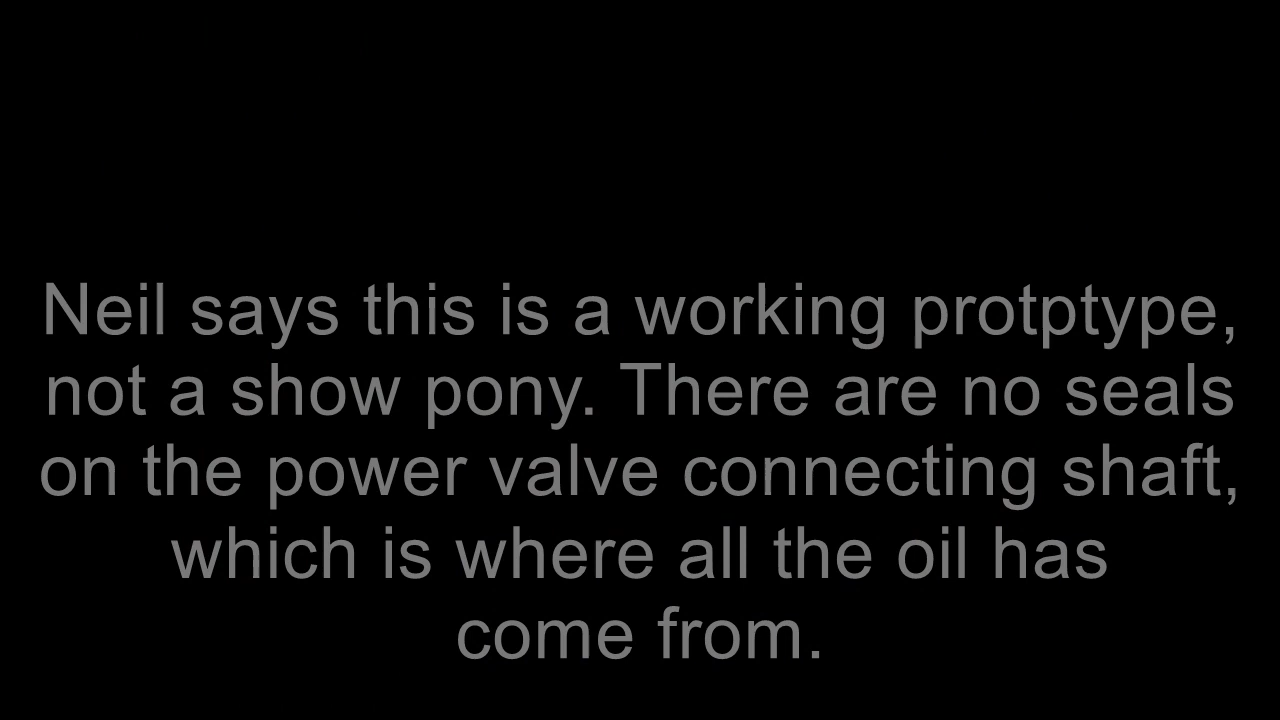 Neil says this is a working protptype,
not a show pony. There are no seals
on the power valve connecting shaft,
which is where all the oil has
come from.